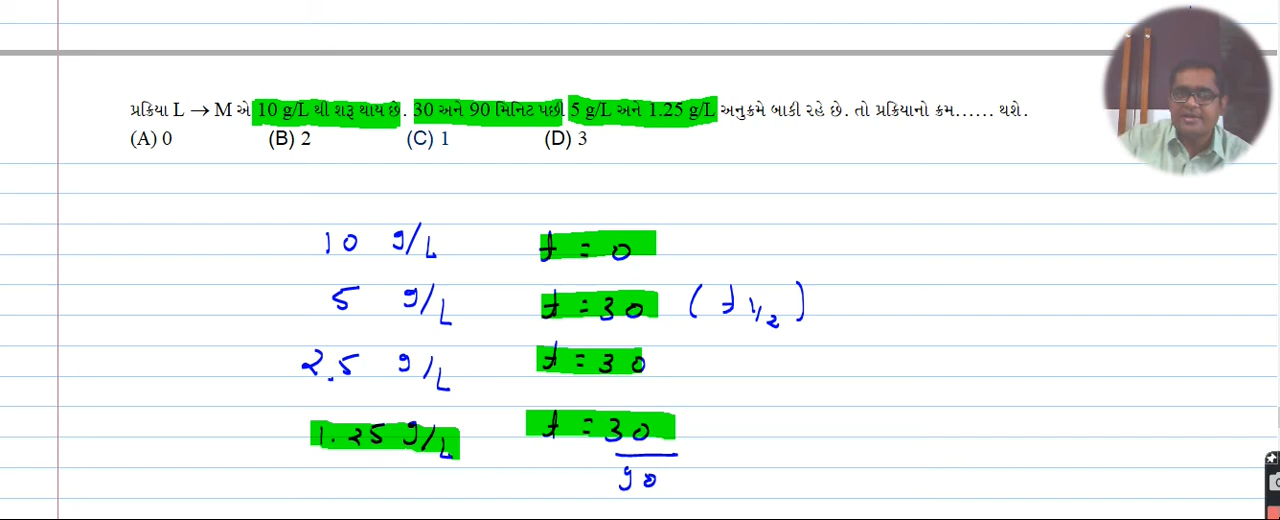 પ્રક્રિયા L → M એ 10 g/L થી શરૂ થાય છે. 30 અને 90 મિનિટ પછી 5 g/L અને 1.25 g/L અનુક્રમે બાકી રહે છે. તો પ્રક્રિયાનો ક્રમ...... થશે.
(A) 0 (B) 2 (C) 1 (D) 3
10 g/L t = 0
5 g/L t = 30 (t 1/2)
2.5 g/L t = 30
1.25 g/L t = 30
90